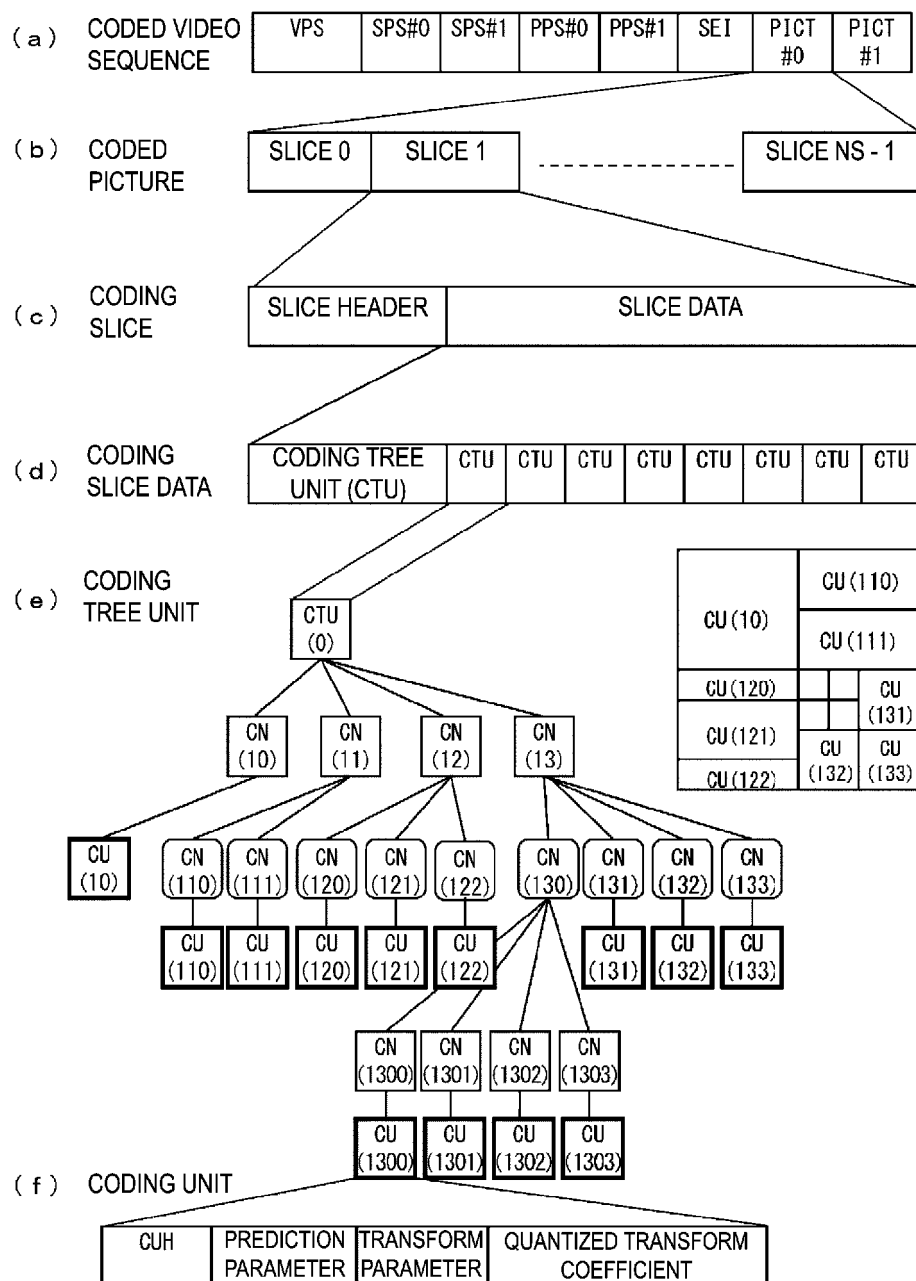 (a) CODED VIDEO SEQUENCE
VPS SPS#0 SPS#1 PPS#0 PPS#1 SEI PICT #0 PICT #1
(b) CODED PICTURE
SLICE 0 SLICE 1 SLICE NS - 1
(c) CODING SLICE
SLICE HEADER SLICE DATA
(d) CODING SLICE DATA
CODING TREE UNIT (CTU) CTU CTU CTU CTU CTU CTU CTU CTU
(e) CODING TREE UNIT
CTU (0)
CU(10) CU(110)
CU(111)
CU(120) CU (131)
CU(121) CU (132) CU (133)
CU(122)
CN (10) CN (11) CN (12) CN (13)
CU (10) CN (110) CN (111) CN (120) CN (121) CN (122) CN (130) CN (131) CN (132) CN (133)
CU (110) CU (111) CU (120) CU (121) CU (122) CU (131) CU (132) CU (133)
CN (1300) CN (1301) CN (1302) CN (1303)
CU (1300) CU (1301) CU (1302) CU (1303)
(f) CODING UNIT
CUH PREDICTION PARAMETER TRANSFORM PARAMETER QUANTIZED TRANSFORM COEFFICIENT